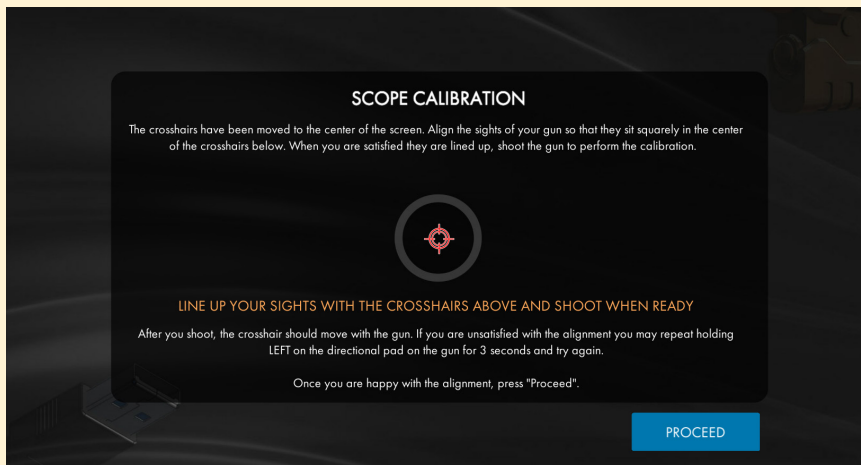 SCOPE CALIBRATION
The crosshairs have been moved to the center of the screen. Align the sights of your gun so that they sit squarely in the center
of the crosshairs below. When you are satisfied they are lined up, shoot the gun to perform the calibration.
LINE UP YOUR SIGHTS WITH THE CROSSHAIRS ABOVE AND SHOOT WHEN READY
After you shoot, the crosshair should move with the gun. If you are unsatisfied with the alignment you may repeat holding
LEFT on the directional pad on the gun for 3 seconds and try again.
Once you are happy with the alignment, press "Proceed".
PROCEED